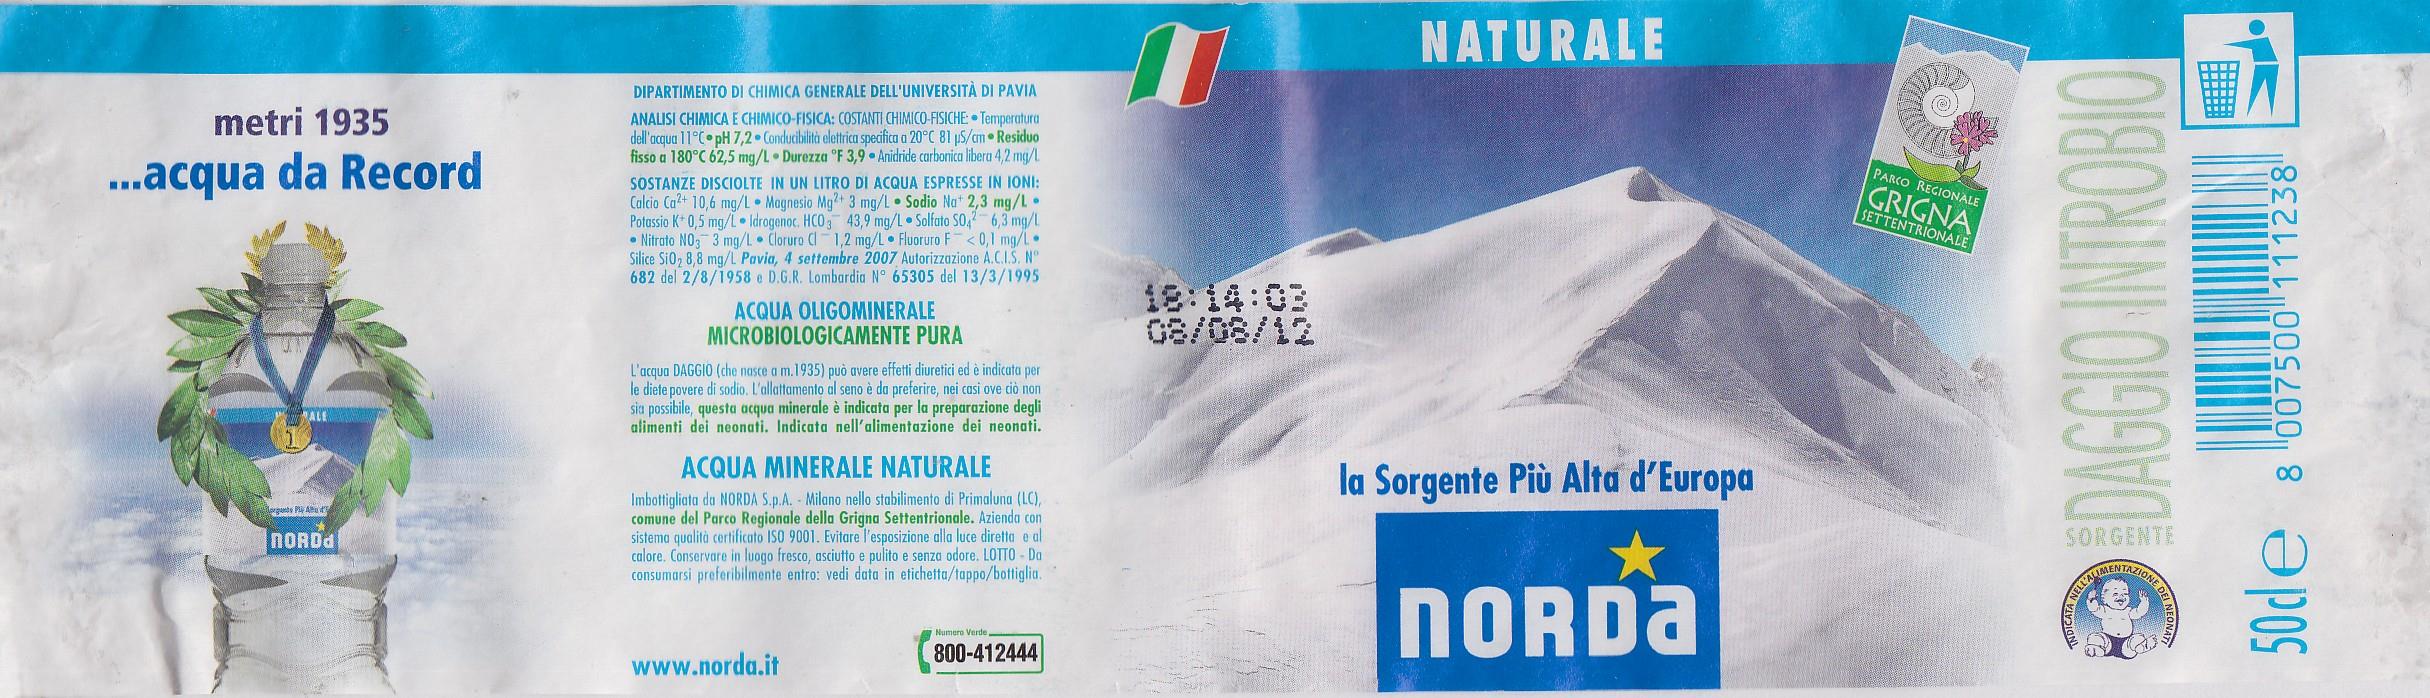 metri 1935
...acqua da Record
NATURALE
1
Sorgente Più Alta d'E
NORDa
DIPARTIMENTO DI CHIMICA GENERALE DELL'UNIVERSITÀ DI PAVIA
ANALISI CHIMICA E CHIMICO-FISICA: COSTANTI CHIMICO-FISICHE: • Temperatura
dell'acqua 11°C • pH 7,2 • Conducibilità elettrica specifica a 20°C 81 µS/cm • Residuo
fisso a 180°C 62,5 mg/L • Durezza °F 3,9 • Anidride carbonica libera 4,2 mg/L
SOSTANZE DISCIOLTE IN UN LITRO DI ACQUA ESPRESSE IN IONI:
Calcio Ca²⁺ 10,6 mg/L • Magnesio Mg²⁺ 3 mg/L • Sodio Na⁺ 2,3 mg/L •
Potassio K⁺ 0,5 mg/L • Idrogenoc. HCO₃⁻ 43,9 mg/L • Solfato SO₄²⁻ 6,3 mg/L
• Nitrato NO₃⁻ 3 mg/L • Cloruro Cl⁻ 1,2 mg/L • Fluoruro F⁻ < 0,1 mg/L •
Silice SiO₂ 8,8 mg/L Pavia, 4 settembre 2007 Autorizzazione A.C.I.S. N°
682 del 2/8/1958 e D.G.R. Lombardia N° 65305 del 13/3/1995
ACQUA OLIGOMINERALE
MICROBIOLOGICAMENTE PURA
L'acqua DAGGIO (che nasce a m.1935) può avere effetti diuretici ed è indicata per
le diete povere di sodio. L'allattamento al seno è da preferire, nei casi ove ciò non
sia possibile, questa acqua minerale è indicata per la preparazione degli
alimenti dei neonati. Indicata nell'alimentazione dei neonati.
ACQUA MINERALE NATURALE
Imbottigliata da NORDA S.p.A. - Milano nello stabilimento di Primaluna (LC),
comune del Parco Regionale della Grigna Settentrionale. Azienda con
sistema qualità certificato ISO 9001. Evitare l'esposizione alla luce diretta e al
calore. Conservare in luogo fresco, asciutto e pulito e senza odore. LOTTO - Da
consumarsi preferibilmente entro: vedi data in etichetta/tappo/bottiglia.
www.norda.it
Numero Verde
800-412444
NATURALE
18:14:03
08/08/12
la Sorgente Più Alta d'Europa
NORDa
PARCO REGIONALE
GRIGNA
SETTENTRIONALE
SORGENTE
DAGGIO INTROBIO
INDICATA NELL'ALIMENTAZIONE DEI NEONATI
8 007500 111238
50cl e